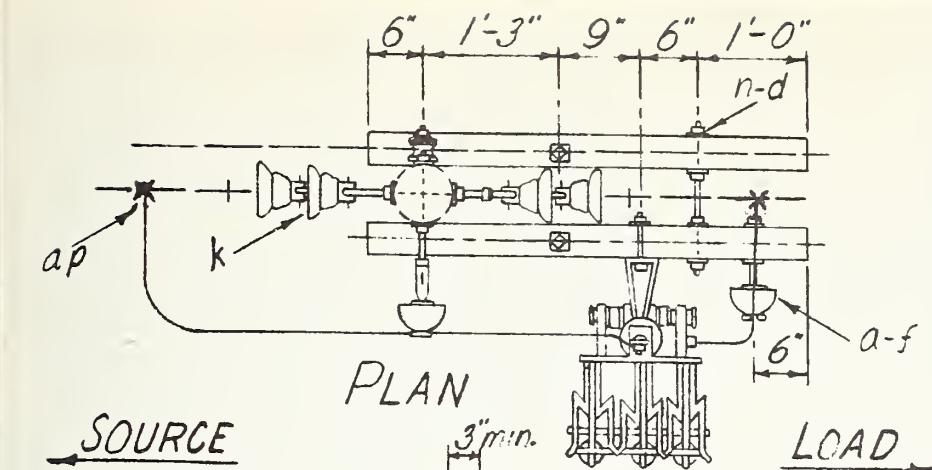 6" 1'-3" 9" 6" 1'-0"
n-d
k
ap
a-f
6"
PLAN
SOURCE
3"min.
LOAD